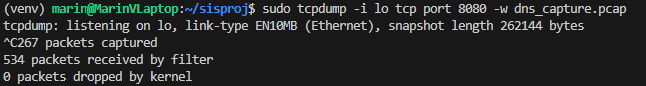 (venv) marin@MarinVLaptop:~/sisproj$ sudo tcpdump -i lo tcp port 8080 -w dns_capture.pcap
tcpdump: listening on lo, link-type EN10MB (Ethernet), snapshot length 262144 bytes
^C267 packets captured
534 packets received by filter
0 packets dropped by kernel